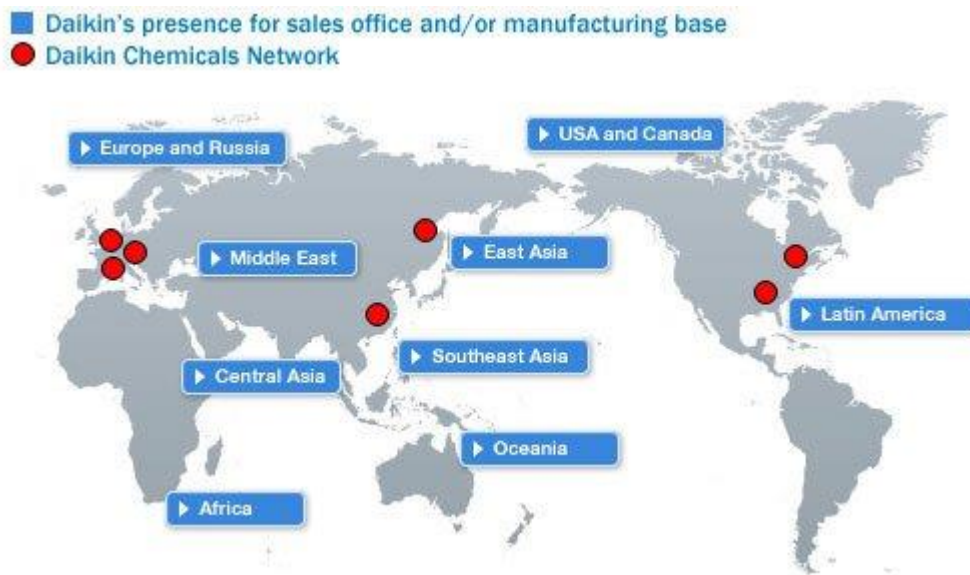 Daikin's presence for sales office and/or manufacturing base
Daikin Chemicals Network
USA and Canada
Europe and Russia
East Asia
Middle East
Latin America
Southeast Asia
Central Asia
Oceania
Africa